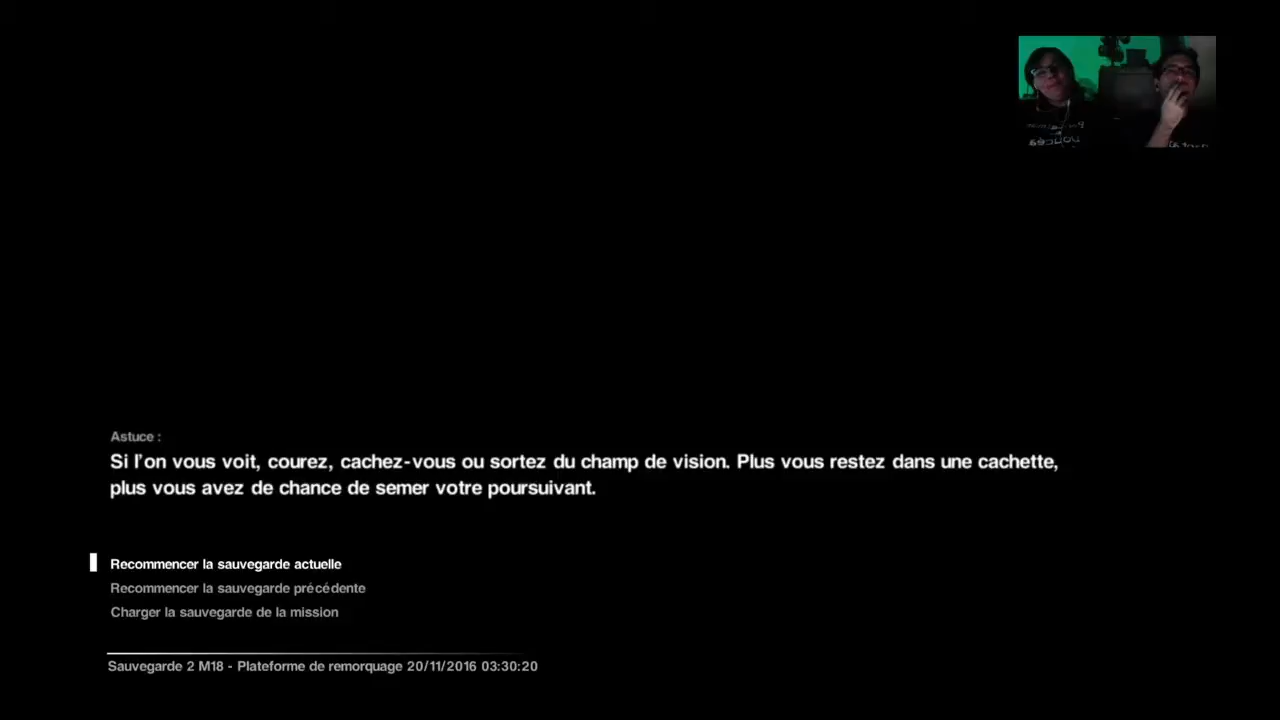 Astuce :
Si l'on vous voit, courez, cachez-vous ou sortez du champ de vision. Plus vous restez dans une cachette,
plus vous avez de chance de semer votre poursuivant.
Recommencer la sauvegarde actuelle
Recommencer la sauvegarde précédente
Charger la sauvegarde de la mission
Sauvegarde 2 M18 - Plateforme de remorquage 20/11/2016 03:30:20